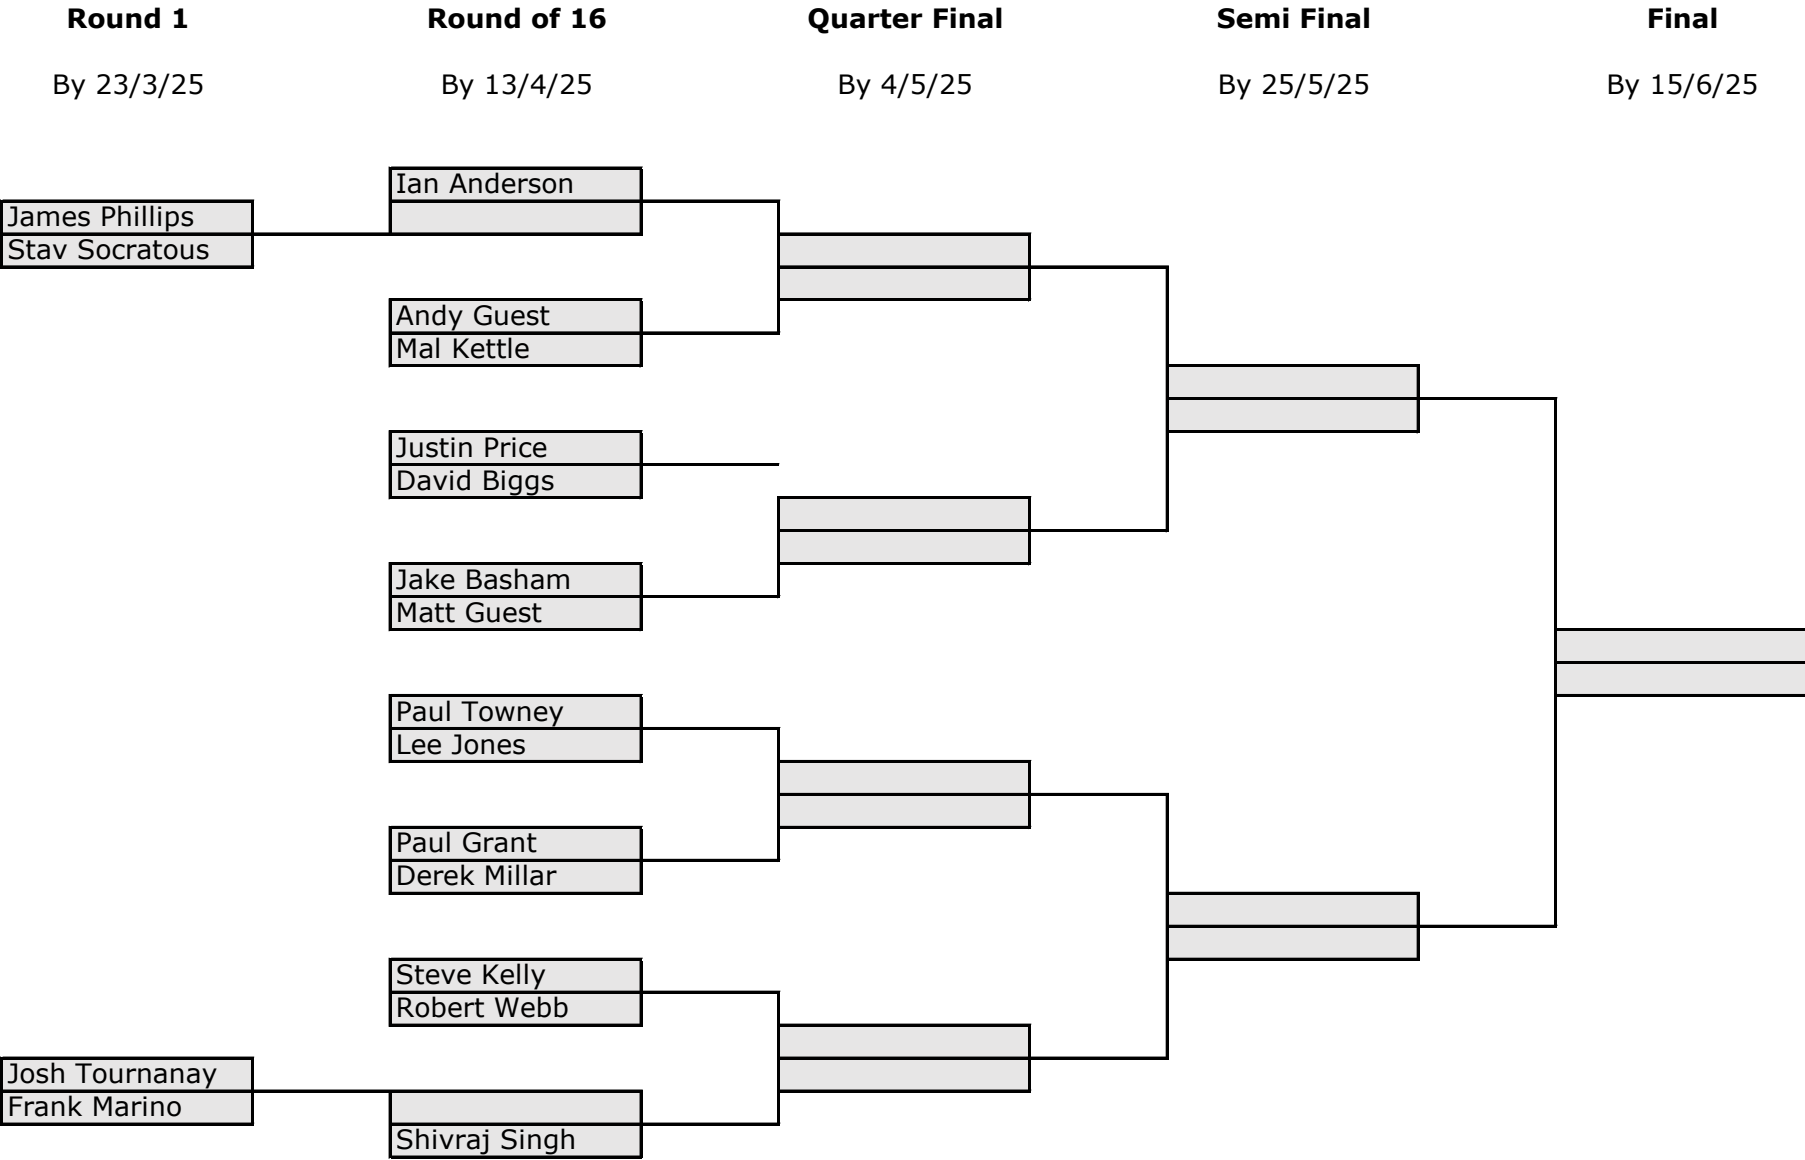 Round 1
Round of 16
Quarter Final
Semi Final
Final
By 23/3/25
By 13/4/25
By 4/5/25
By 25/5/25
By 15/6/25
Ian Anderson
James Phillips
Stav Socratous
Andy Guest
Mal Kettle
Justin Price
David Biggs
Jake Basham
Matt Guest
Paul Towney
Lee Jones
Paul Grant
Derek Millar
Steve Kelly
Robert Webb
Josh Tournanay
Frank Marino
Shivraj Singh